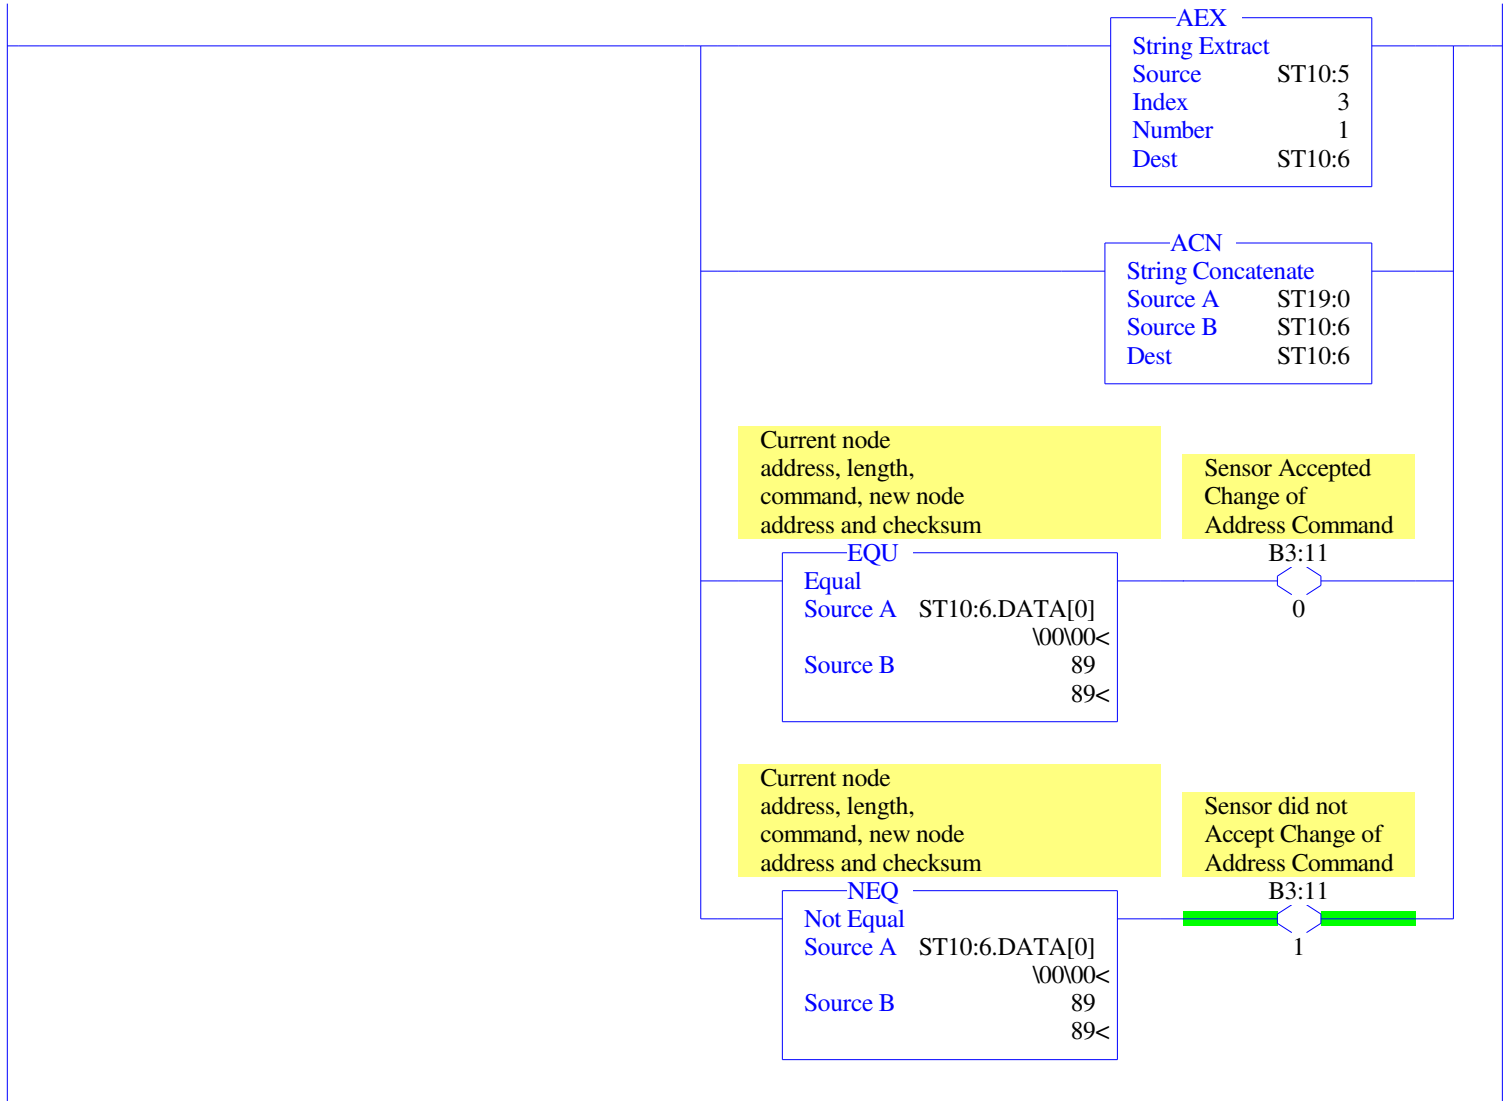 AEX
String Extract
Source ST10:5
Index 3
Number 1
Dest ST10:6
ACN
String Concatenate
Source A ST19:0
Source B ST10:6
Dest ST10:6
Current node
address, length,
command, new node
address and checksum
Sensor Accepted
Change of
Address Command
EQU
Equal
Source A ST10:6.DATA[0]
\00\00<
Source B 89
89<
B3:11
0
Current node
address, length,
command, new node
address and checksum
Sensor did not
Accept Change of
Address Command
NEQ
Not Equal
Source A ST10:6.DATA[0]
\00\00<
Source B 89
89<
B3:11
1